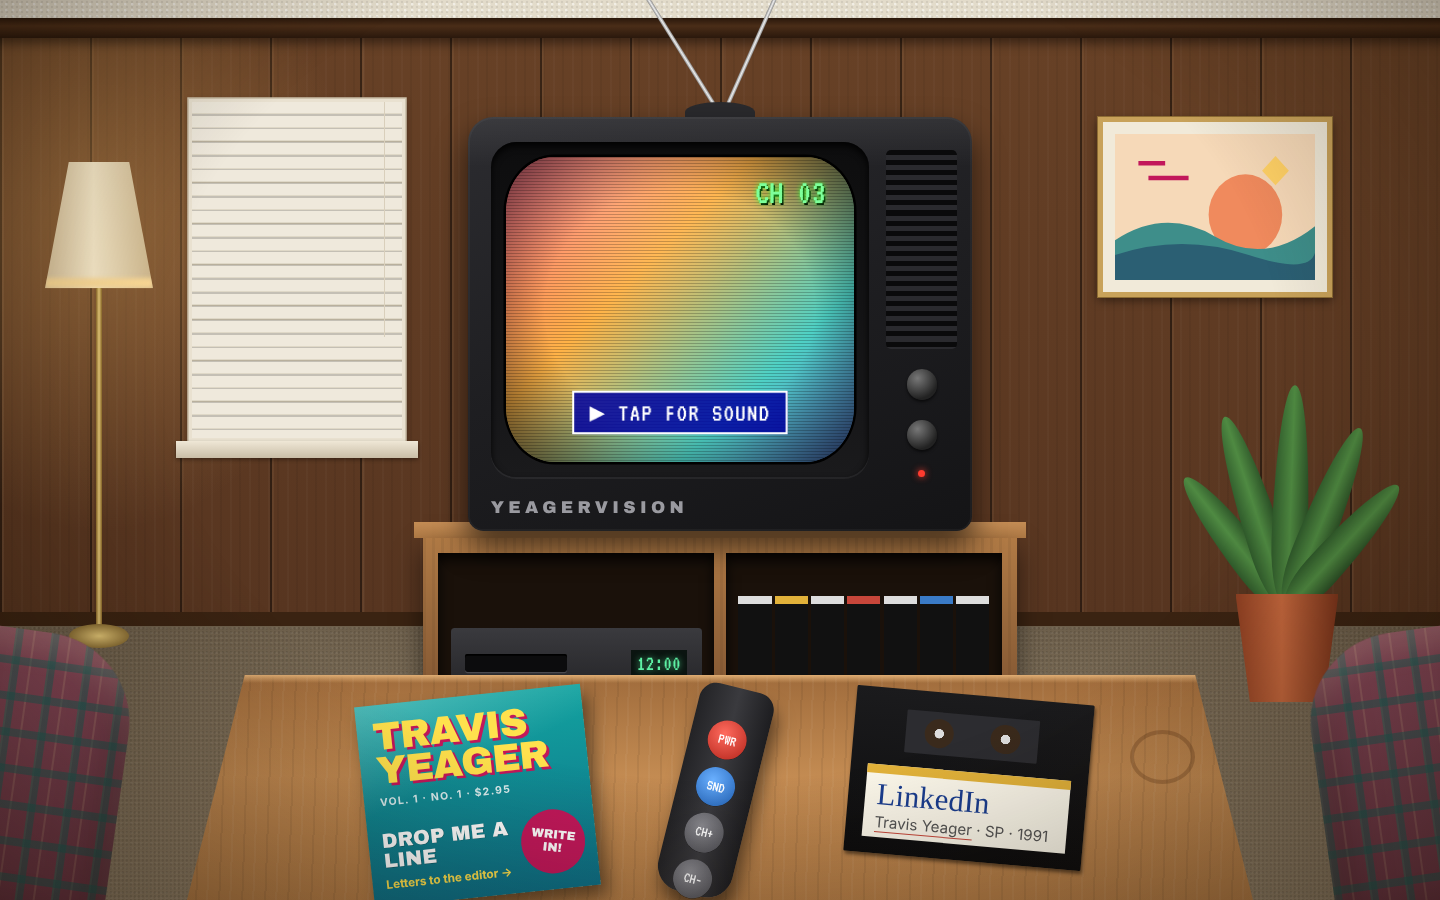 CH 03
▶ TAP FOR SOUND
YEAGERVISION
12:00
TRAVIS
YEAGER
VOL. 1 · NO. 1 · $2.95
DROP ME A
LINE
WRITE
IN!
Letters to the editor →
PWR
SND
CH+
CH-
LinkedIn
Travis Yeager · SP · 1991